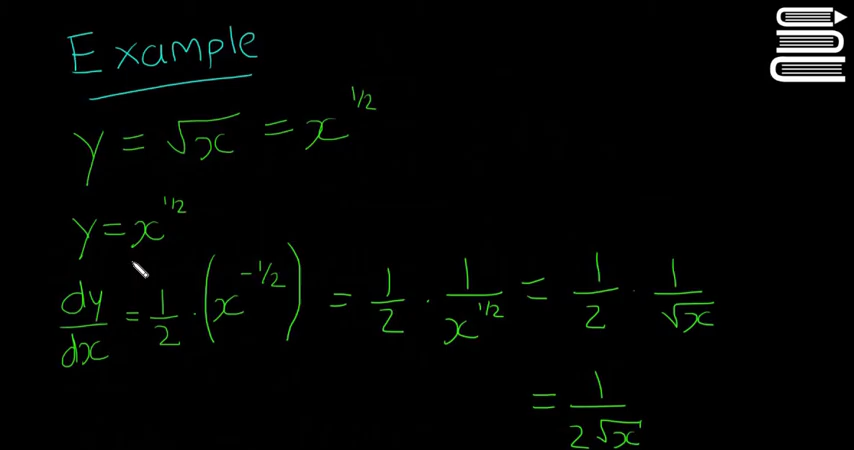 Example
y = √x = x^1/2
y = x^1/2
dy/dx = 1/2 · (x^-1/2) = 1/2 · 1/x^1/2 = 1/2 · 1/√x
= 1/2√x